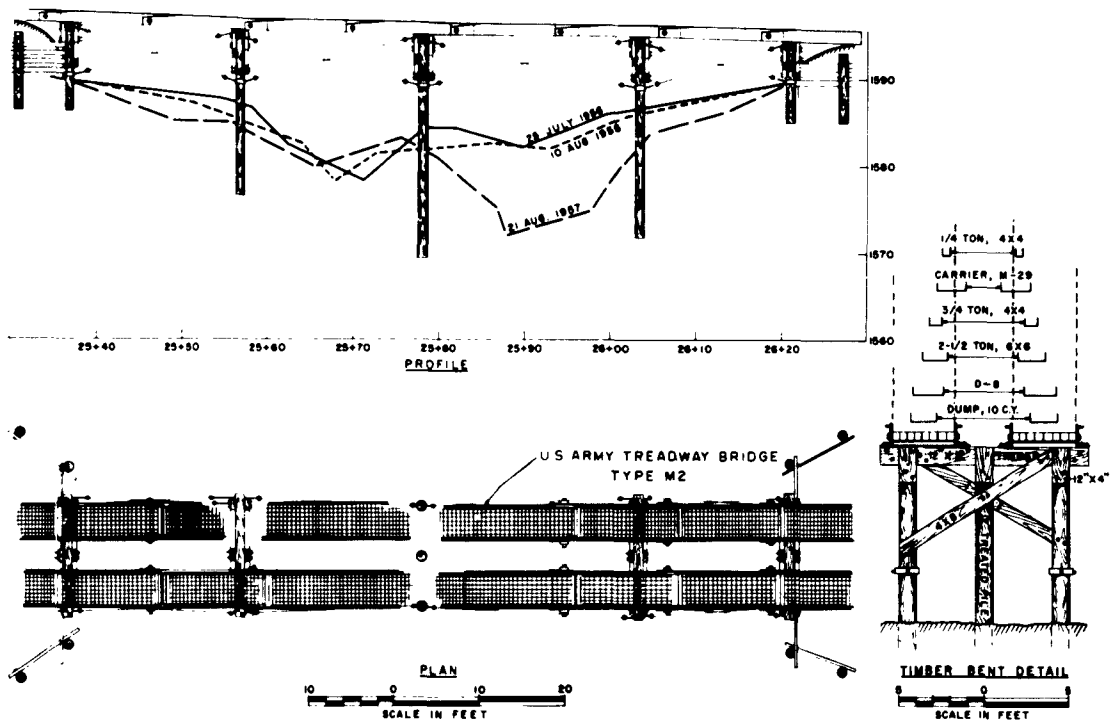 1590
1580
1570
1560
29 JULY 1956
10 AUG 1956
21 AUG. 1957
25+40
25+50
25+60
25+70
25+80
25+90
26+00
26+10
26+20
PROFILE
US ARMY TREADWAY BRIDGE
TYPE M2
PLAN
10 0 10 20
SCALE IN FEET
1/4 TON, 4X4
CARRIER, M-29
3/4 TON, 4X4
2-1/2 TON, 6X6
D-8
DUMP, 10 C.Y.
12"X4"
TREATED PILES
TIMBER BENT DETAIL
5 0 5
SCALE IN FEET